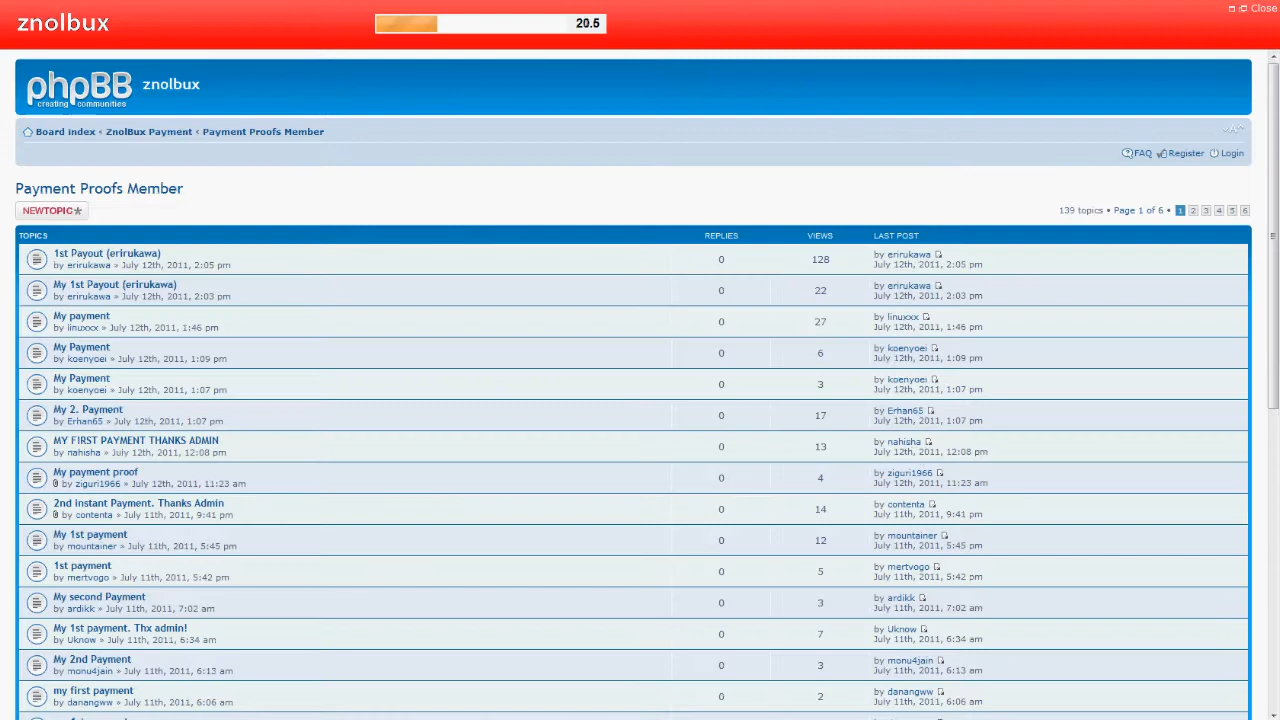 znolbux
20.5
Close
phpBB
creating communities
znolbux
Board index ‹ ZnolBux Payment ‹ Payment Proofs Member
FAQ Register Login
Payment Proofs Member
NEWTOPIC
139 topics • Page 1 of 6 • 1 2 3 4 5 6
TOPICS REPLIES VIEWS LAST POST
1st Payout (erirukawa)
by erirukawa » July 12th, 2011, 2:05 pm
0 128
by erirukawa
July 12th, 2011, 2:05 pm
My 1st Payout (erirukawa)
by erirukawa » July 12th, 2011, 2:03 pm
0 22
by erirukawa
July 12th, 2011, 2:03 pm
My payment
by linuxxx » July 12th, 2011, 1:46 pm
0 27
by linuxxx
July 12th, 2011, 1:46 pm
My Payment
by koenyoei » July 12th, 2011, 1:09 pm
0 6
by koenyoei
July 12th, 2011, 1:09 pm
My Payment
by koenyoei » July 12th, 2011, 1:07 pm
0 3
by koenyoei
July 12th, 2011, 1:07 pm
My 2. Payment
by Erhan65 » July 12th, 2011, 1:07 pm
0 17
by Erhan65
July 12th, 2011, 1:07 pm
MY FIRST PAYMENT THANKS ADMIN
by nahisha » July 12th, 2011, 12:08 pm
0 13
by nahisha
July 12th, 2011, 12:08 pm
My payment proof
by ziguri1966 » July 12th, 2011, 11:23 am
0 4
by ziguri1966
July 12th, 2011, 11:23 am
2nd instant Payment. Thanks Admin
by contenta » July 11th, 2011, 9:41 pm
0 14
by contenta
July 11th, 2011, 9:41 pm
My 1st payment
by mountainer » July 11th, 2011, 5:45 pm
0 12
by mountainer
July 11th, 2011, 5:45 pm
1st payment
by mertvogo » July 11th, 2011, 5:42 pm
0 5
by mertvogo
July 11th, 2011, 5:42 pm
My second Payment
by ardikk » July 11th, 2011, 7:02 am
0 3
by ardikk
July 11th, 2011, 7:02 am
My 1st payment. Thx admin!
by Uknow » July 11th, 2011, 6:34 am
0 7
by Uknow
July 11th, 2011, 6:34 am
My 2nd Payment
by monu4jain » July 11th, 2011, 6:13 am
0 3
by monu4jain
July 11th, 2011, 6:13 am
my first payment
by danangww » July 11th, 2011, 6:06 am
0 2
by danangww
July 11th, 2011, 6:06 am